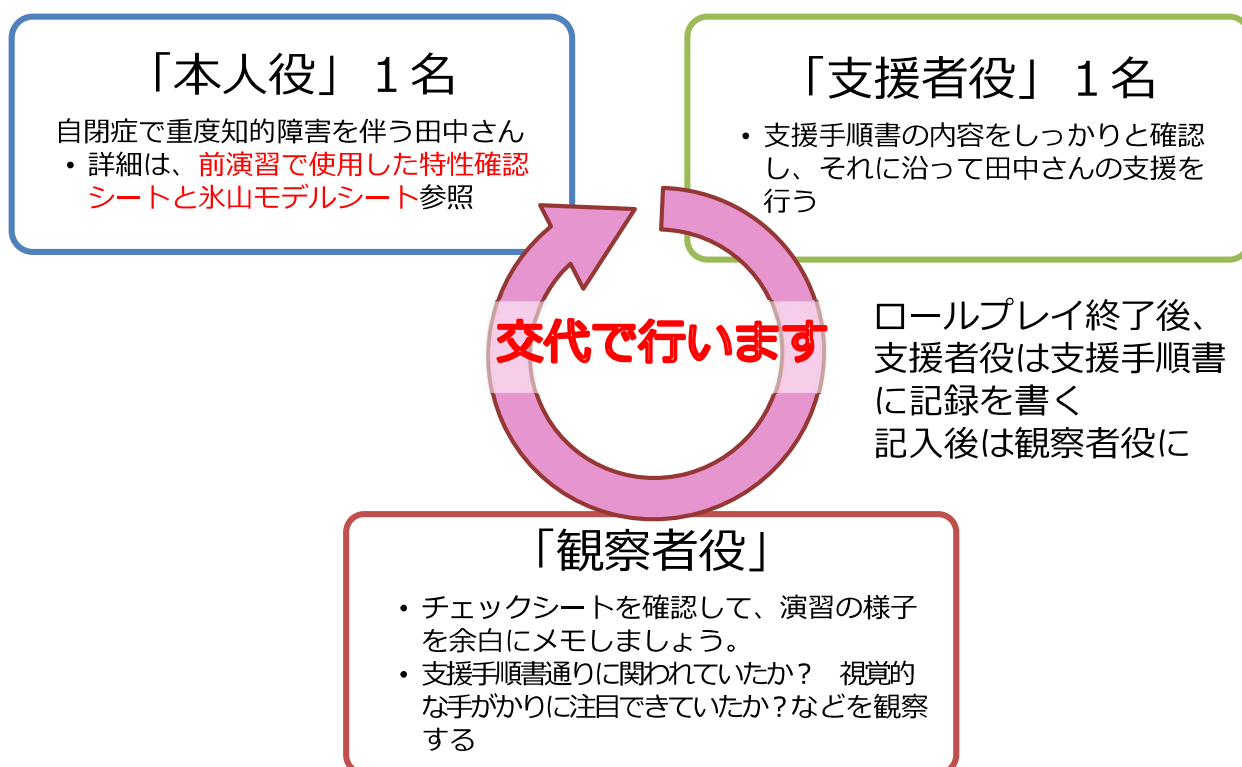 「本人役」１名
自閉症で重度知的障害を伴う田中さん
• 詳細は、前演習で使用した特性確認
シートと氷山モデルシート参照
「支援者役」１名
• 支援手順書の内容をしっかりと確認
し、それに沿って田中さんの支援を
行う
交代で行います
ロールプレイ終了後、
支援者役は支援手順書
に記録を書く
記入後は観察者役に
「観察者役」
• チェックシートを確認して、演習の様子
を余白にメモしましょう。
• 支援手順書通りに関われていたか？　視覚的
な手がかりに注目できていたか？などを観察
する